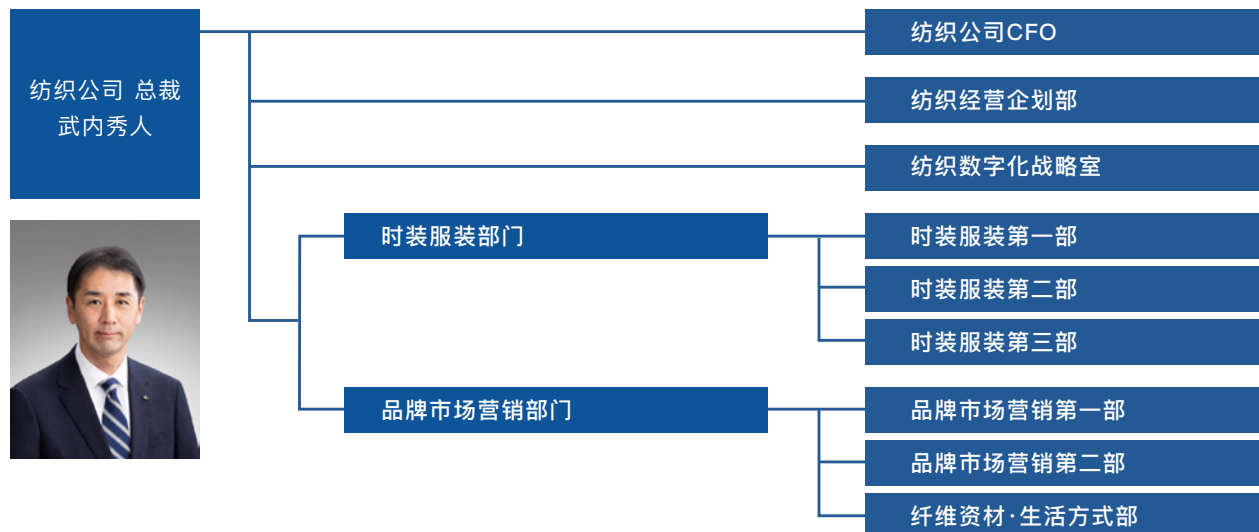 纺织公司 总裁
武内秀人
纺织公司CFO
纺织经营企划部
纺织数字化战略室
时装服装部门
时装服装第一部
时装服装第二部
时装服装第三部
品牌市场营销部门
品牌市场营销第一部
品牌市场营销第二部
纤维资材·生活方式部